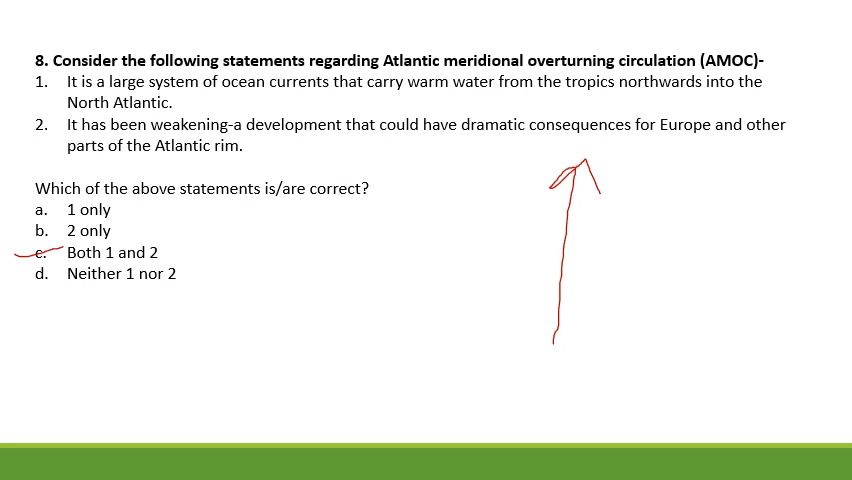 8. Consider the following statements regarding Atlantic meridional overturning circulation (AMOC)-
1. It is a large system of ocean currents that carry warm water from the tropics northwards into the
North Atlantic.
2. It has been weakening-a development that could have dramatic consequences for Europe and other
parts of the Atlantic rim.
Which of the above statements is/are correct?
a. 1 only
b. 2 only
c. Both 1 and 2
d. Neither 1 nor 2